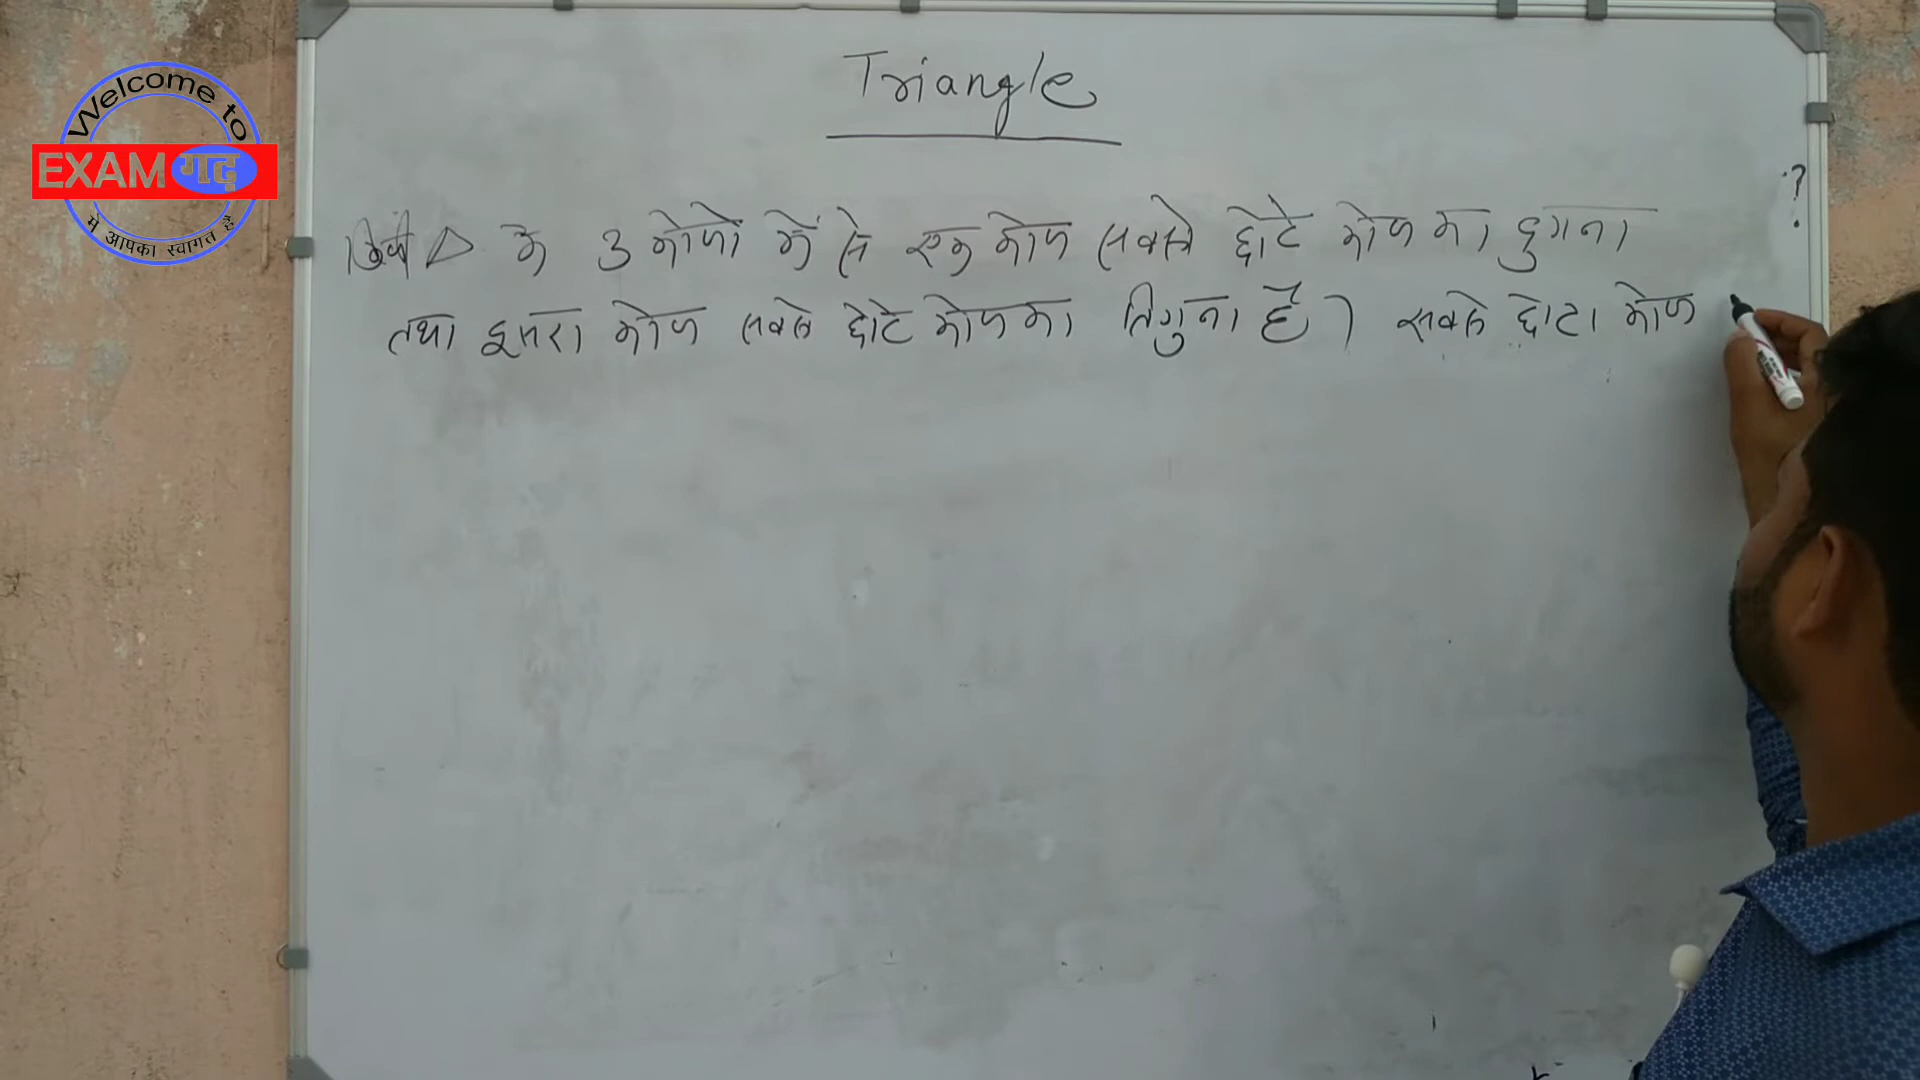 Welcome to
EXAM गढ़
मे आपका स्वागत है
Triangle
किसी △ के 3 कोणों में से एक कोण सबसे छोटे कोण का दुगना ?
तथा दूसरा कोण सबसे छोटे कोण का तिगुना है। सबसे छोटा कोण